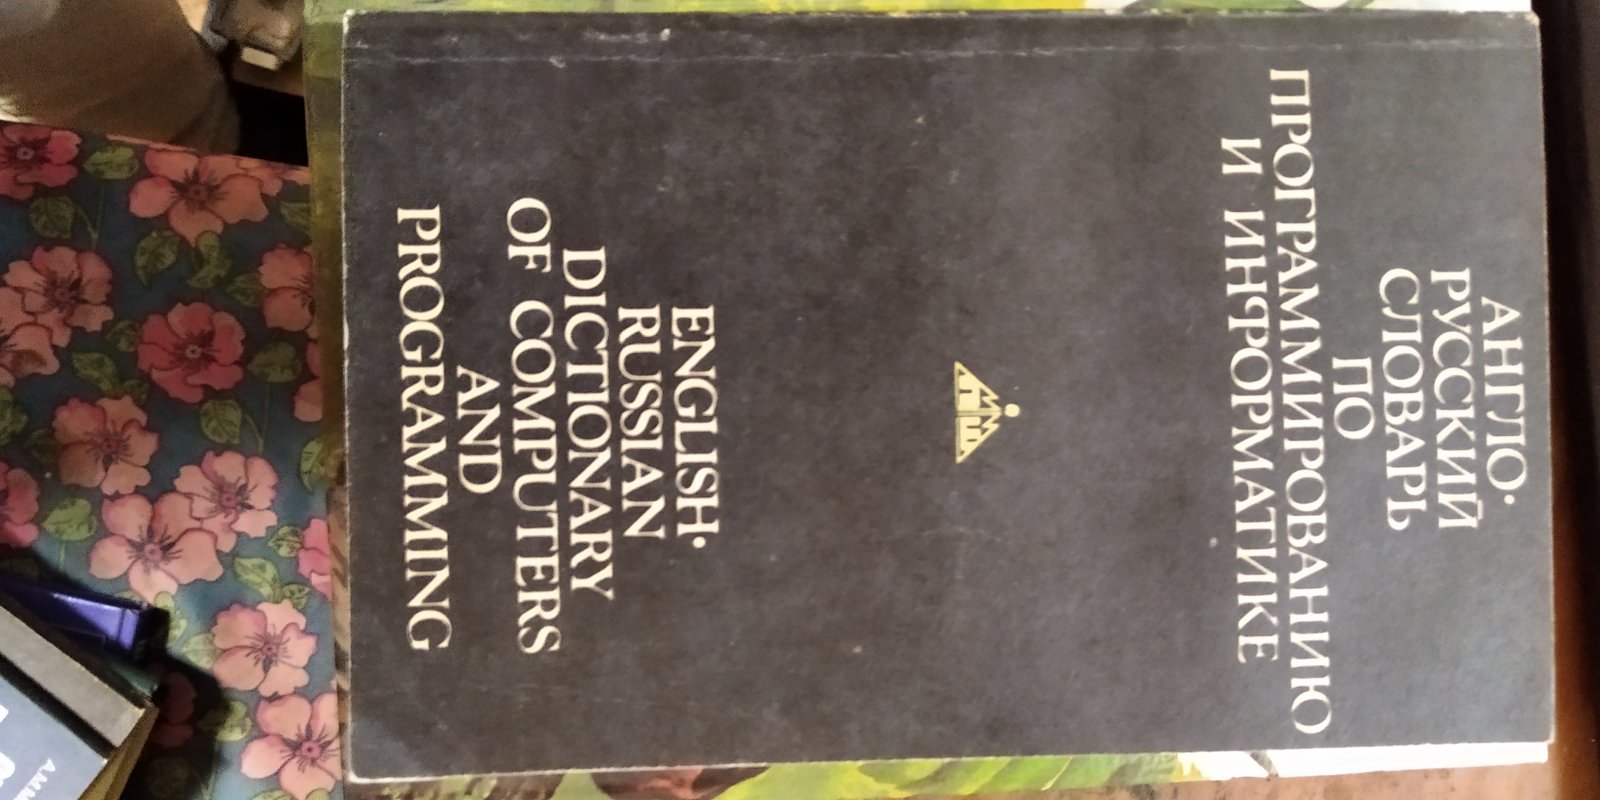 АНГЛО·
РУССКИЙ
СЛОВАРЬ
ПО
ПРОГРАММИРОВАНИЮ
И ИНФОРМАТИКЕ
ENGLISH·
RUSSIAN
DICTIONARY
OF COMPUTERS
AND
PROGRAMMING